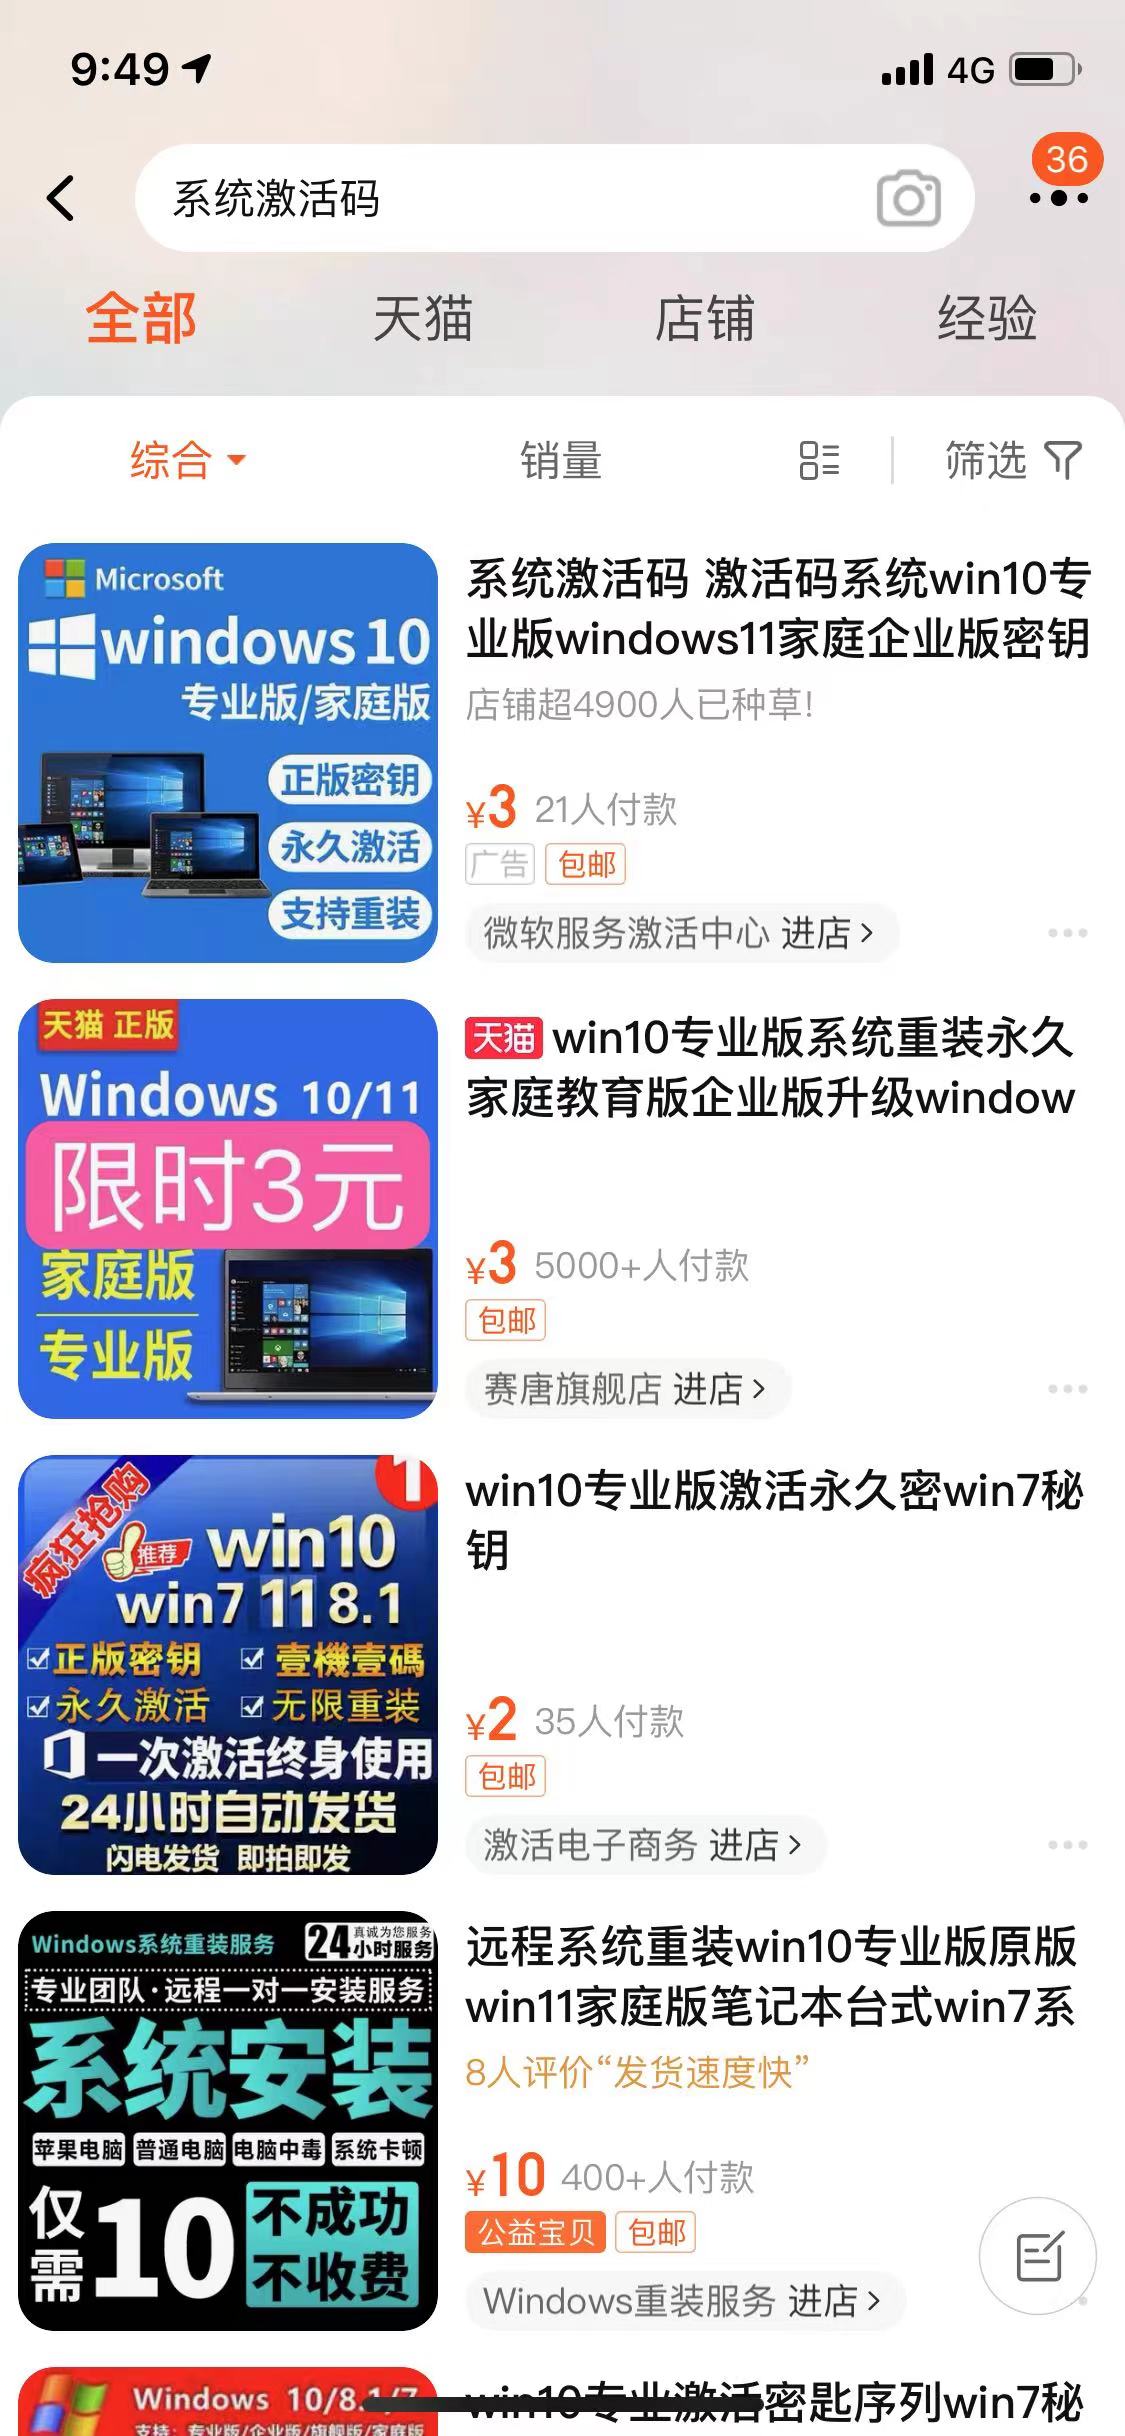 9:49
4G
系统激活码
36
全部
天猫
店铺
经验
综合
销量
筛选
Microsoft
windows 10
专业版/家庭版
正版密钥
永久激活
支持重装
系统激活码 激活码系统win10专
业版windows11家庭企业版密钥
店铺超4900人已种草!
¥3 21人付款
广告 包邮
微软服务激活中心 进店
天猫 正版
Windows 10/11
限时3元
家庭版
专业版
天猫 win10专业版系统重装永久
家庭教育版企业版升级window
¥3 5000+人付款
包邮
赛唐旗舰店 进店
疯狂抢购
1
推荐
win10
win7 11 8.1
正版密钥 壹機壹碼
永久激活 无限重装
一次激活终身使用
24小时自动发货
闪电发货 即拍即发
win10专业版激活永久密win7秘
钥
¥2 35人付款
包邮
激活电子商务 进店
Windows系统重装服务
24 真诚为您服务
小时服务
专业团队·远程一对一安装服务
系统安装
苹果电脑 普通电脑 电脑中毒 系统卡顿
仅需10
不成功
不收费
远程系统重装win10专业版原版
win11家庭版笔记本台式win7系
8人评价“发货速度快”
¥10 400+人付款
公益宝贝 包邮
Windows重装服务 进店
Windows 10/8.1/7
支持：专业版/企业版/旗舰版/家庭版
win10专业激活密匙序列win7秘